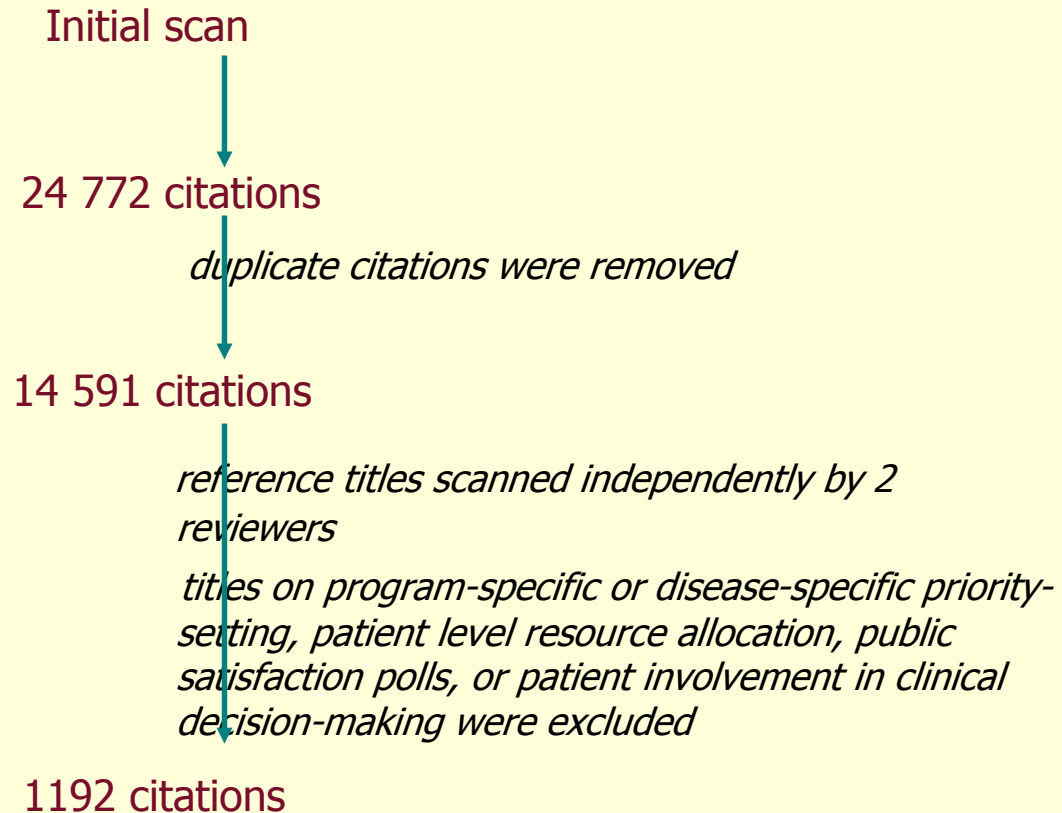 Initial scan
24 772 citations
duplicate citations were removed
14 591 citations
reference titles scanned independently by 2
reviewers
titles on program-specific or disease-specific priority-
setting, patient level resource allocation, public
satisfaction polls, or patient involvement in clinical
decision-making were excluded
1192 citations